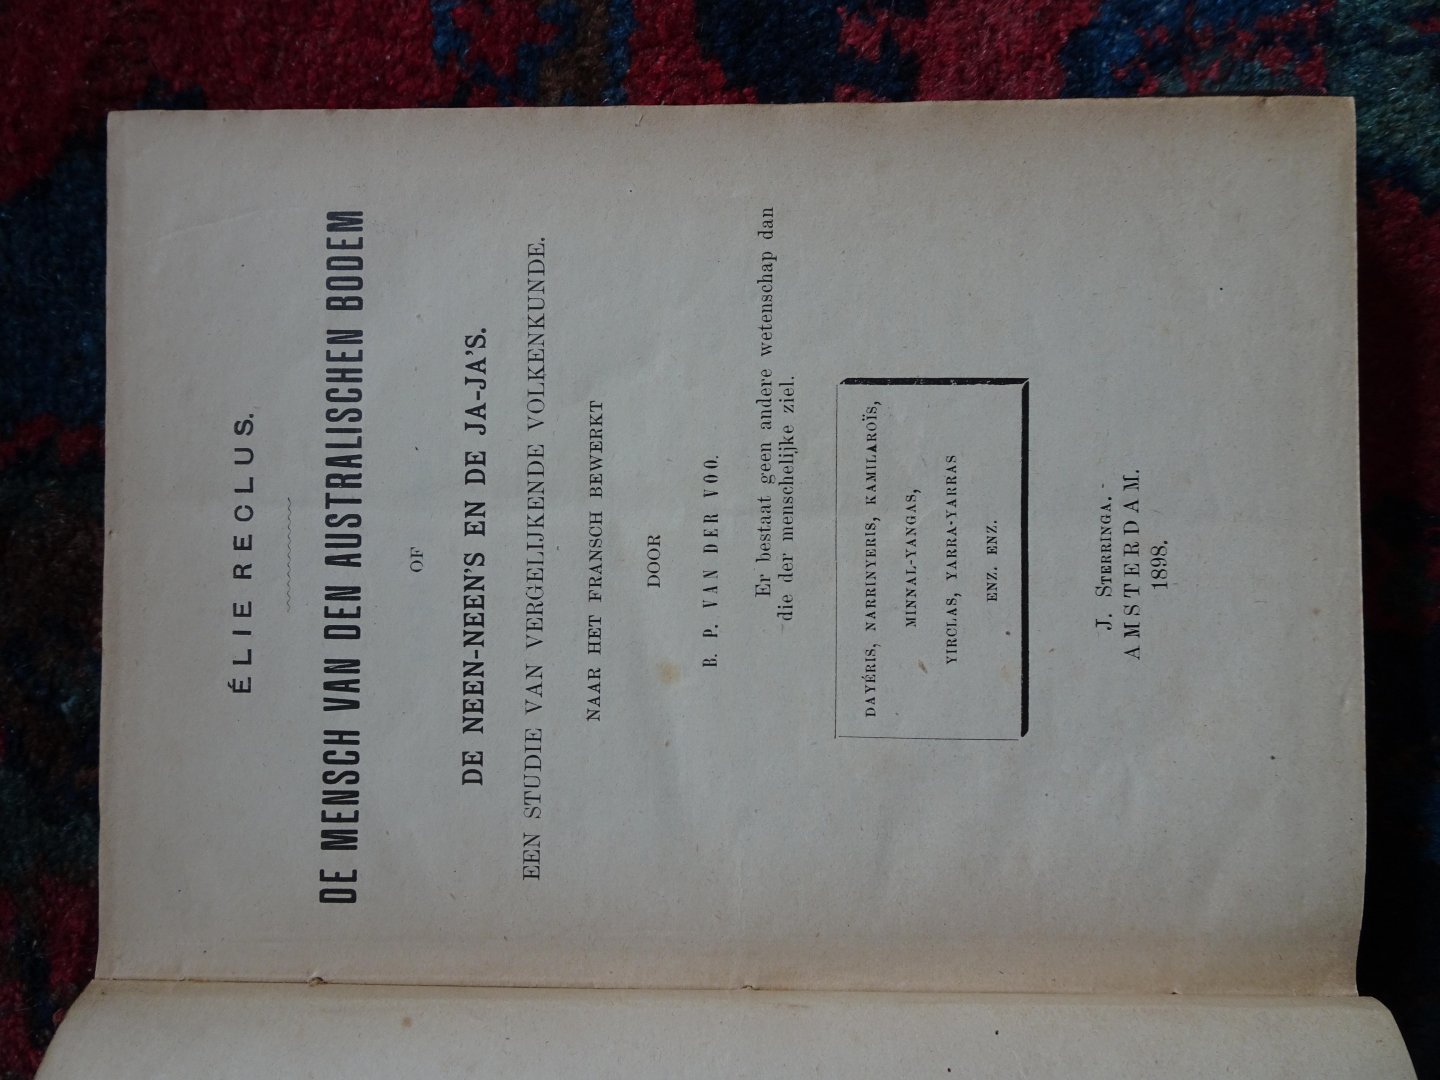 ÉLIE RECLUS.
DE MENSCH VAN DEN AUSTRALISCHEN BODEM
OF
DE NEEN-NEEN'S EN DE JA-JA'S.
EEN STUDIE VAN VERGELIJKENDE VOLKENKUNDE.
NAAR HET FRANSCH BEWERKT
DOOR
B. P. VAN DER VOO.
Er bestaat geen andere wetenschap dan
die der menschelijke ziel.
DAYÉRIS, NARRINYERIS, KAMILAROÏS,
MINNAL-YANGAS,
YIRCLAS, YARRA-YARRAS
ENZ. ENZ.
J. STERRINGA.
AMSTERDAM.
1898.